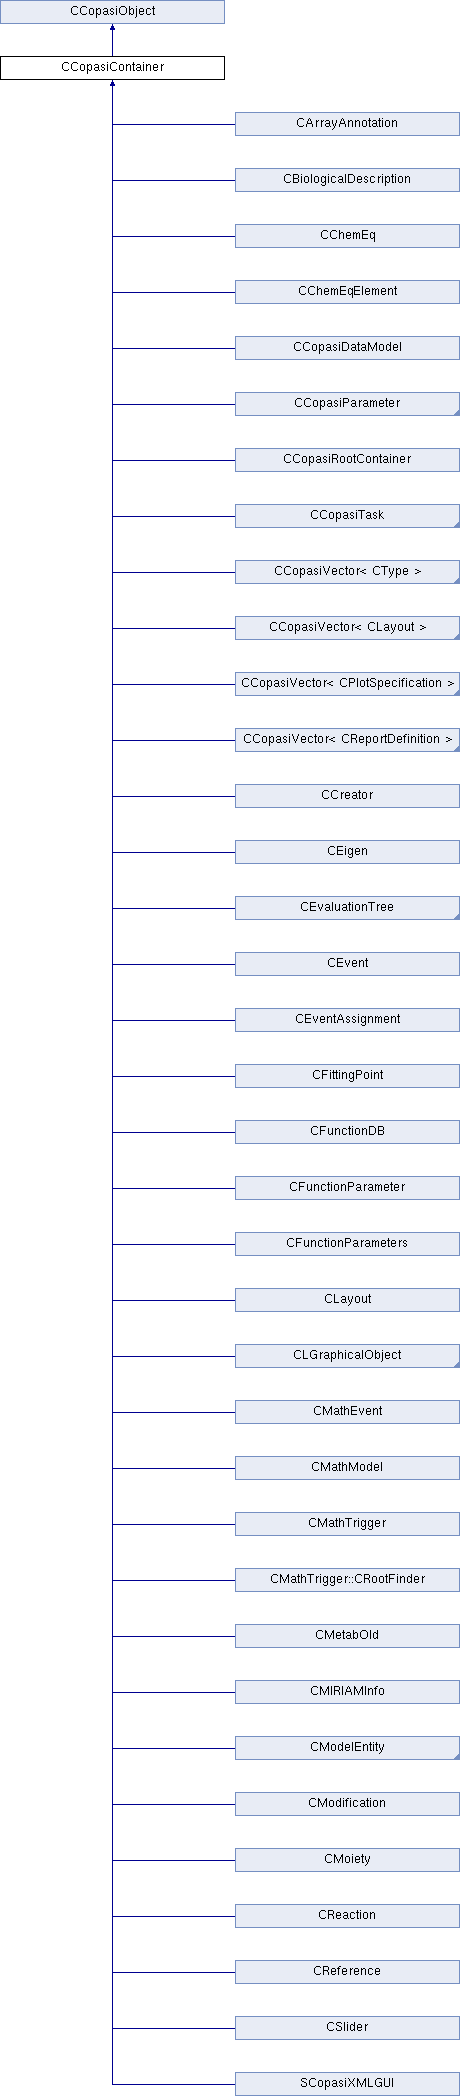 CCopasiObject
CCopasiContainer
CArrayAnnotation
CBiologicalDescription
CChemEq
CChemEqElement
CCopasiDataModel
CCopasiParameter
CCopasiRootContainer
CCopasiTask
CCopasiVector< CType >
CCopasiVector< CLayout >
CCopasiVector< CPlotSpecification >
CCopasiVector< CReportDefinition >
CCreator
CEigen
CEvaluationTree
CEvent
CEventAssignment
CFittingPoint
CFunctionDB
CFunctionParameter
CFunctionParameters
CLayout
CLGraphicalObject
CMathEvent
CMathModel
CMathTrigger
CMathTrigger::CRootFinder
CMetabOld
CMIRIAMInfo
CModelEntity
CModification
CMoiety
CReaction
CReference
CSlider
SCopasiXMLGUI